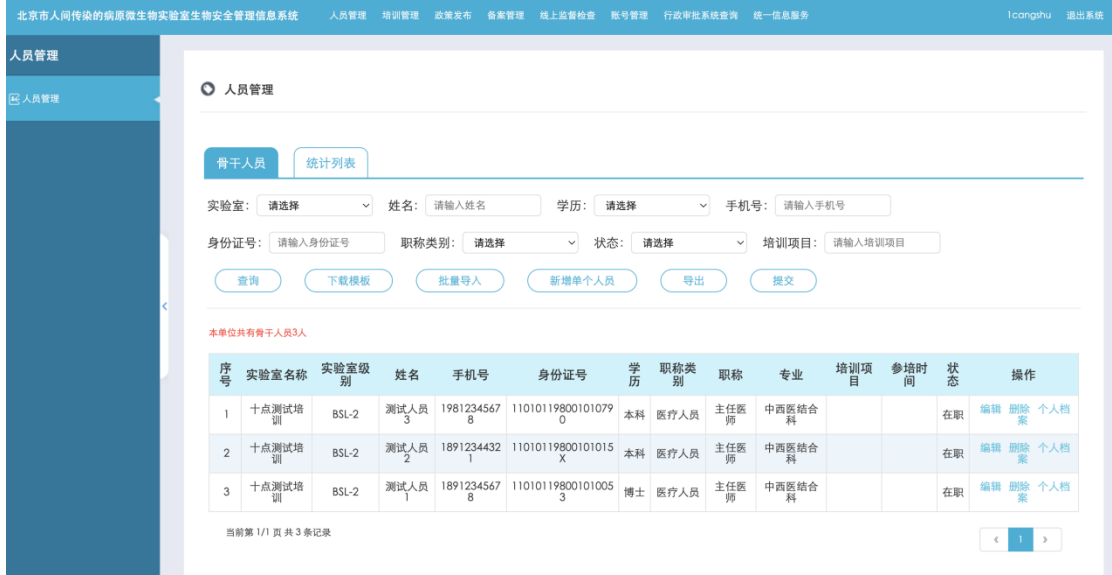 北京市人间传染的病原微生物实验室生物安全管理信息系统 人员管理 培训管理 政策发布 备案管理 线上监督检查 账号管理 行政审批系统查询 统一信息服务 1cangshu 退出系统
人员管理
人员管理
人员管理
骨干人员 统计列表
实验室: 请选择 姓名: 请输入姓名 学历: 请选择 手机号: 请输入手机号
身份证号: 请输入身份证号 职称类别: 请选择 状态: 请选择 培训项目: 请输入培训项目
查询 下载模板 批量导入 新增单个人员 导出 提交
本单位共有骨干人员3人
序号 实验室名称 实验室级别 姓名 手机号 身份证号 学历 职称类别 职称 专业 培训项目 参培时间 状态 操作
1 十点测试培训 BSL-2 测试人员3 19812345678 110101198001010790 本科 医疗人员 主任医师 中西医结合科 在职 编辑 删除 个人档案
2 十点测试培训 BSL-2 测试人员2 18912344321 11010119800101015X 本科 医疗人员 主任医师 中西医结合科 在职 编辑 删除 个人档案
3 十点测试培训 BSL-2 测试人员1 18912345678 110101198001010053 博士 医疗人员 主任医师 中西医结合科 在职 编辑 删除 个人档案
当前第 1/1 页 共 3 条记录
1